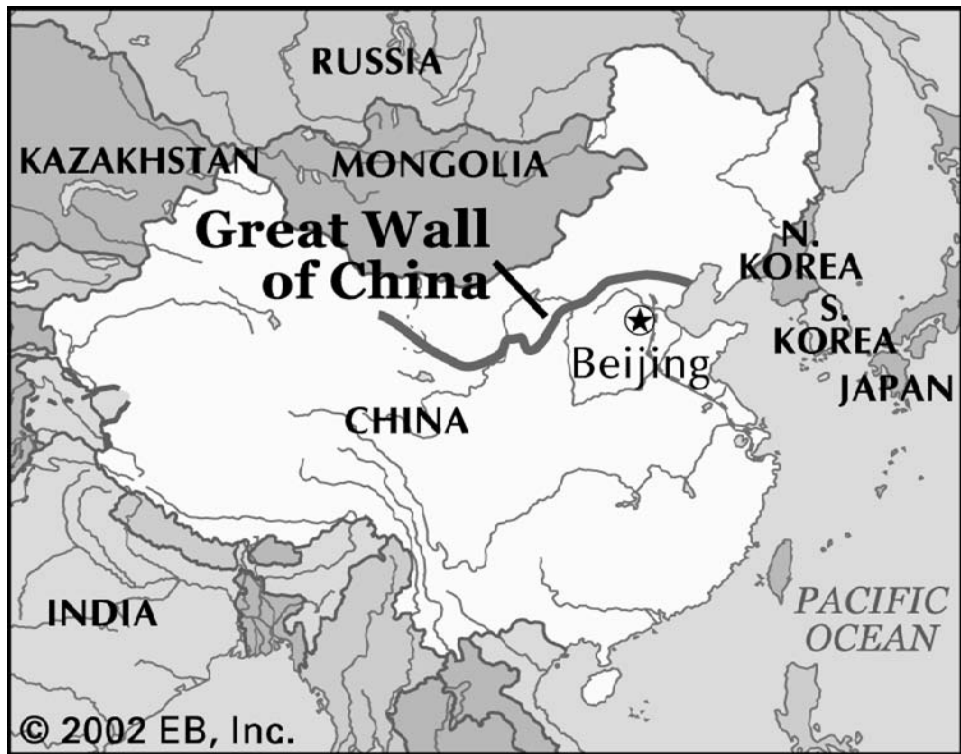 RUSSIA
KAZAKHSTAN
MONGOLIA
Great Wall
of China
N.
KOREA
S.
KOREA
Beijing
JAPAN
CHINA
INDIA
PACIFIC
OCEAN
© 2002 EB, Inc.